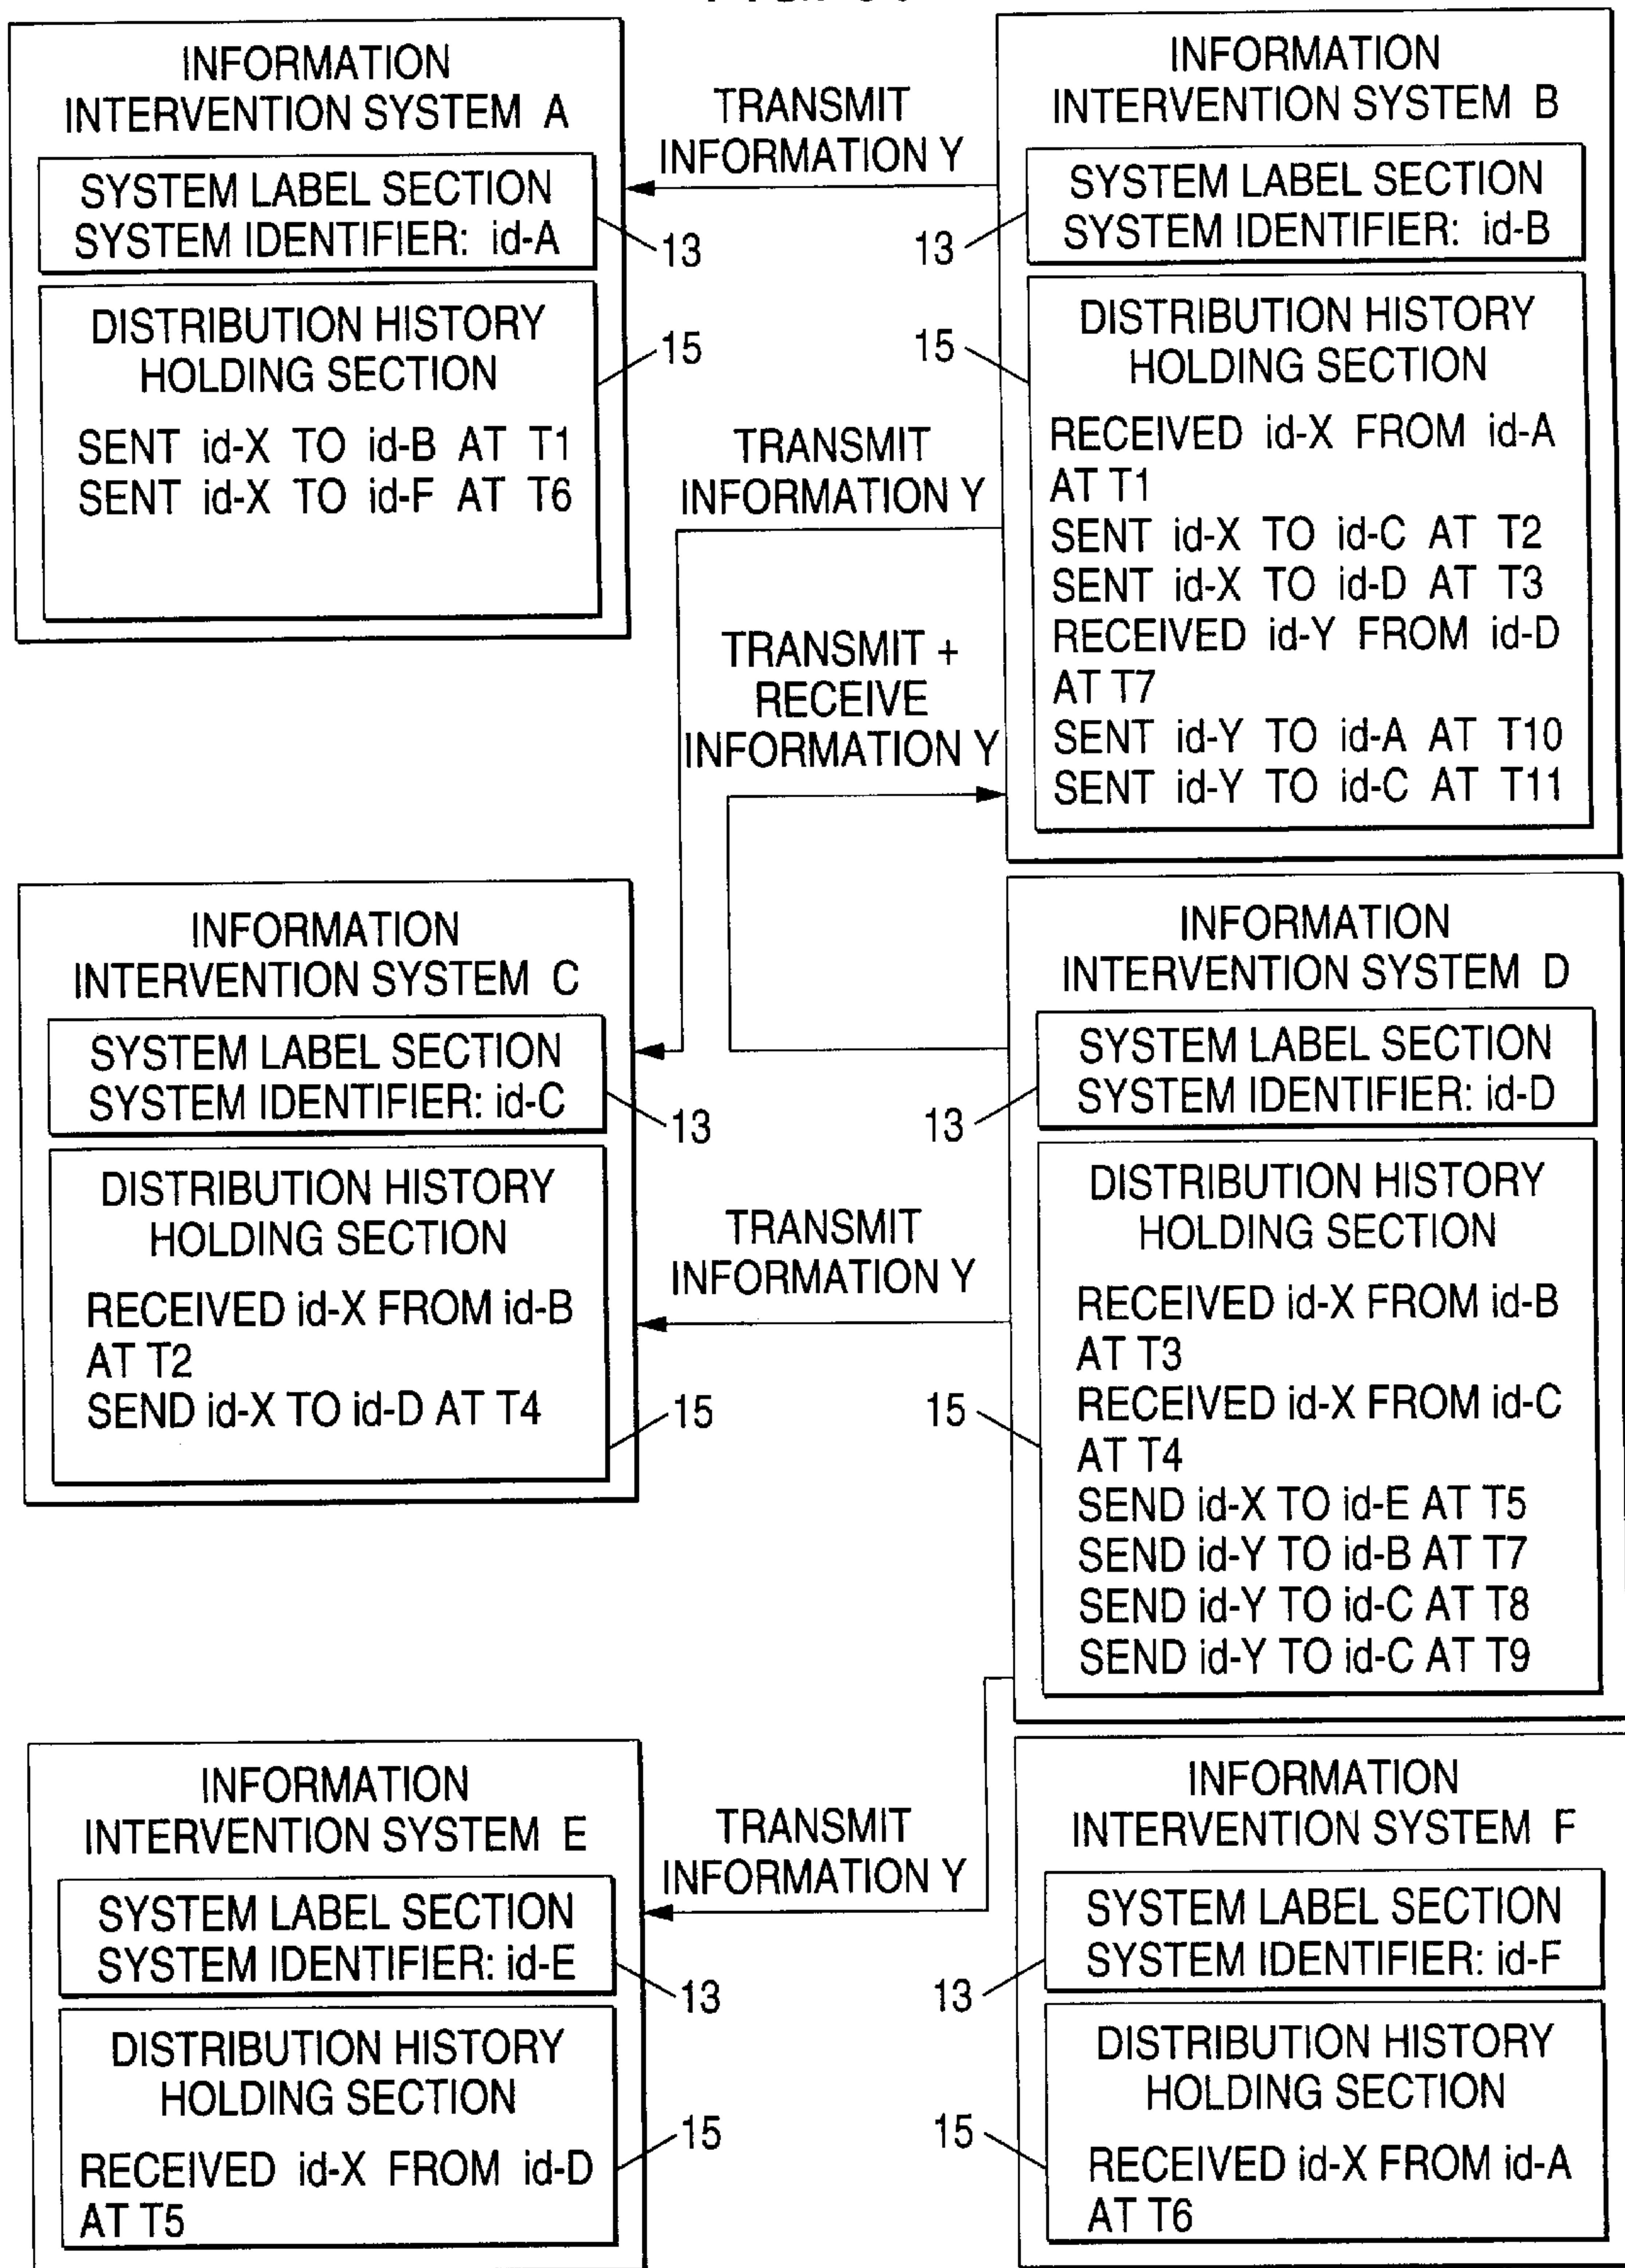 INFORMATION
INTERVENTION SYSTEM A
SYSTEM LABEL SECTION
SYSTEM IDENTIFIER: id-A
13
DISTRIBUTION HISTORY
HOLDING SECTION
15
SENT id-X TO id-B AT T1
SENT id-X TO id-F AT T6
TRANSMIT
INFORMATION Y
TRANSMIT
INFORMATION Y
TRANSMIT +
RECEIVE
INFORMATION Y
INFORMATION
INTERVENTION SYSTEM B
SYSTEM LABEL SECTION
SYSTEM IDENTIFIER: id-B
13
DISTRIBUTION HISTORY
HOLDING SECTION
15
RECEIVED id-X FROM id-A
AT T1
SENT id-X TO id-C AT T2
SENT id-X TO id-D AT T3
RECEIVED id-Y FROM id-D
AT T7
SENT id-Y TO id-A AT T10
SENT id-Y TO id-C AT T11
INFORMATION
INTERVENTION SYSTEM C
SYSTEM LABEL SECTION
SYSTEM IDENTIFIER: id-C
13
DISTRIBUTION HISTORY
HOLDING SECTION
RECEIVED id-X FROM id-B
AT T2
SEND id-X TO id-D AT T4
15
TRANSMIT
INFORMATION Y
INFORMATION
INTERVENTION SYSTEM D
SYSTEM LABEL SECTION
SYSTEM IDENTIFIER: id-D
13
DISTRIBUTION HISTORY
HOLDING SECTION
RECEIVED id-X FROM id-B
AT T3
RECEIVED id-X FROM id-C
15
AT T4
SEND id-X TO id-E AT T5
SEND id-Y TO id-B AT T7
SEND id-Y TO id-C AT T8
SEND id-Y TO id-C AT T9
INFORMATION
INTERVENTION SYSTEM E
SYSTEM LABEL SECTION
SYSTEM IDENTIFIER: id-E
13
DISTRIBUTION HISTORY
HOLDING SECTION
15
RECEIVED id-X FROM id-D
AT T5
TRANSMIT
INFORMATION Y
INFORMATION
INTERVENTION SYSTEM F
SYSTEM LABEL SECTION
SYSTEM IDENTIFIER: id-F
13
DISTRIBUTION HISTORY
HOLDING SECTION
15
RECEIVED id-X FROM id-A
AT T6